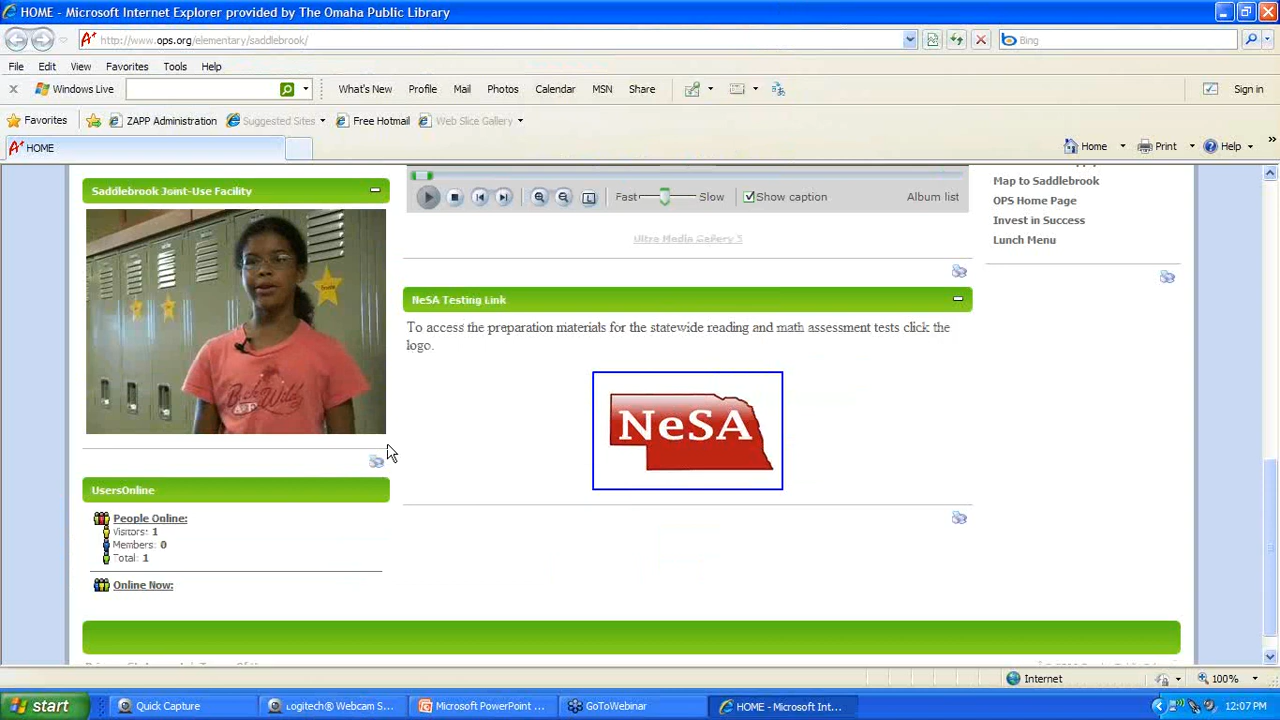 HOME - Microsoft Internet Explorer provided by The Omaha Public Library
http://www.ops.org/elementary/saddlebrook/
Bing
File Edit View Favorites Tools Help
Windows Live
What's New Profile Mail Photos Calendar MSN Share
Sign in
Favorites ZAPP Administration Suggested Sites Free Hotmail Web Slice Gallery
HOME
Home Print Help
Saddlebrook Joint-Use Facility
Fast Slow Show caption Album list
Ultra Media Gallery 3
Map to Saddlebrook
OPS Home Page
Invest in Success
Lunch Menu
NeSA Testing Link
To access the preparation materials for the statewide reading and math assessment tests click the
logo.
NeSA
UsersOnline
People Online:
Visitors: 1
Members: 0
Total: 1
Online Now:
Internet
100%
start Quick Capture Logitech® Webcam S... Microsoft PowerPoint ... GoToWebinar HOME - Microsoft Int...
12:07 PM